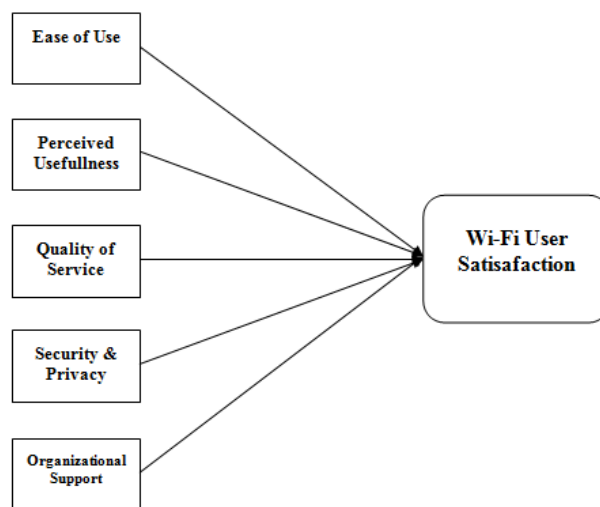 Ease of Use
Perceived
Usefullness
Quality of
Service
Security &
Privacy
Organizational
Support
Wi-Fi User
Satisafaction